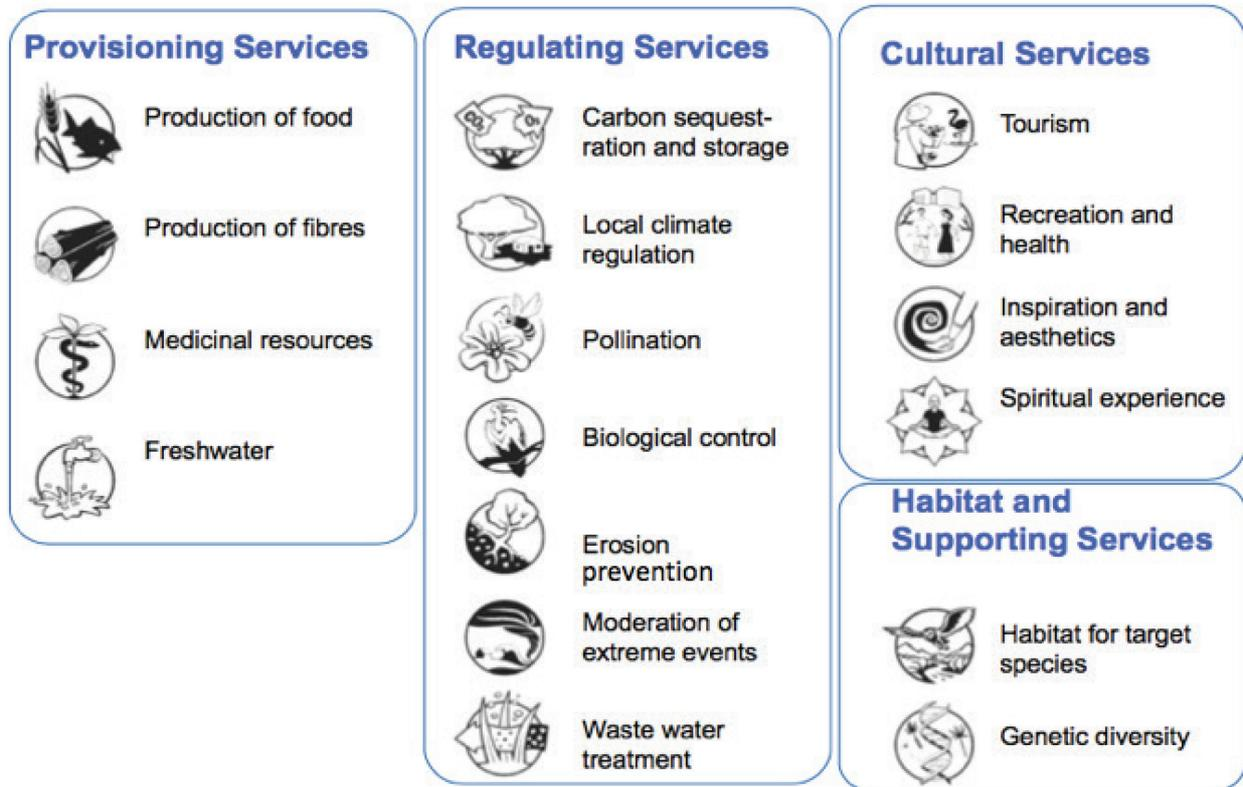 Provisioning Services
Production of food
Production of fibres
Medicinal resources
Freshwater
Regulating Services
Carbon sequest-
ration and storage
Local climate
regulation
Pollination
Biological control
Erosion
prevention
Moderation of
extreme events
Waste water
treatment
Cultural Services
Tourism
Recreation and
health
Inspiration and
aesthetics
Spiritual experience
Habitat and
Supporting Services
Habitat for target
species
Genetic diversity